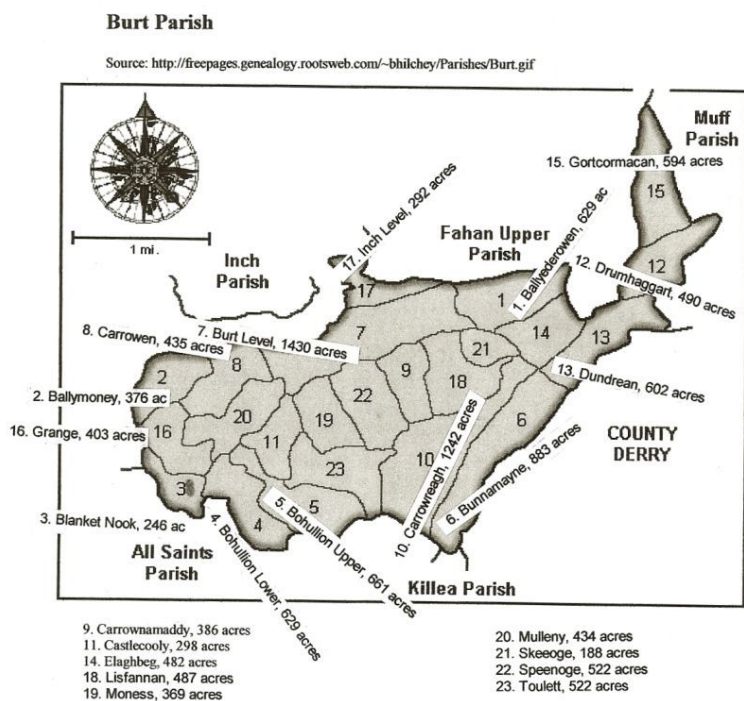 Burt Parish
Source: http://freepages.genealogy.rootsweb.com/~bhilchey/Parishes/Burt.gif
Muff
Parish
15. Gortcormacan, 594 acres
15
1 mi.
Inch
Parish
17. Inch Level, 292 acres
Fahan Upper
Parish
1. Ballyederowen, 629 ac
12
12. Drumhaggart, 490 acres
17
1
8. Carrowen, 435 acres
7. Burt Level, 1430 acres
7
14
13
21
8
9
18
13. Dundrean, 602 acres
2
2. Ballymoney, 376 ac
22
20
19
6
16. Grange, 403 acres
16
11
COUNTY
DERRY
23
10
10. Carrowreagh, 1242 acres
6. Bunnamayne, 883 acres
3
5
4
3. Blanket Nook, 246 ac
4. Bohullion Lower, 629 acres
5. Bohullion Upper, 661 acres
All Saints
Parish
Killea Parish
9. Carrownamaddy, 386 acres
11. Castlecooly, 298 acres
14. Elaghbeg, 482 acres
18. Lisfannan, 487 acres
19. Moness, 369 acres
20. Mulleny, 434 acres
21. Skeeoge, 188 acres
22. Speenoge, 522 acres
23. Toulett, 522 acres